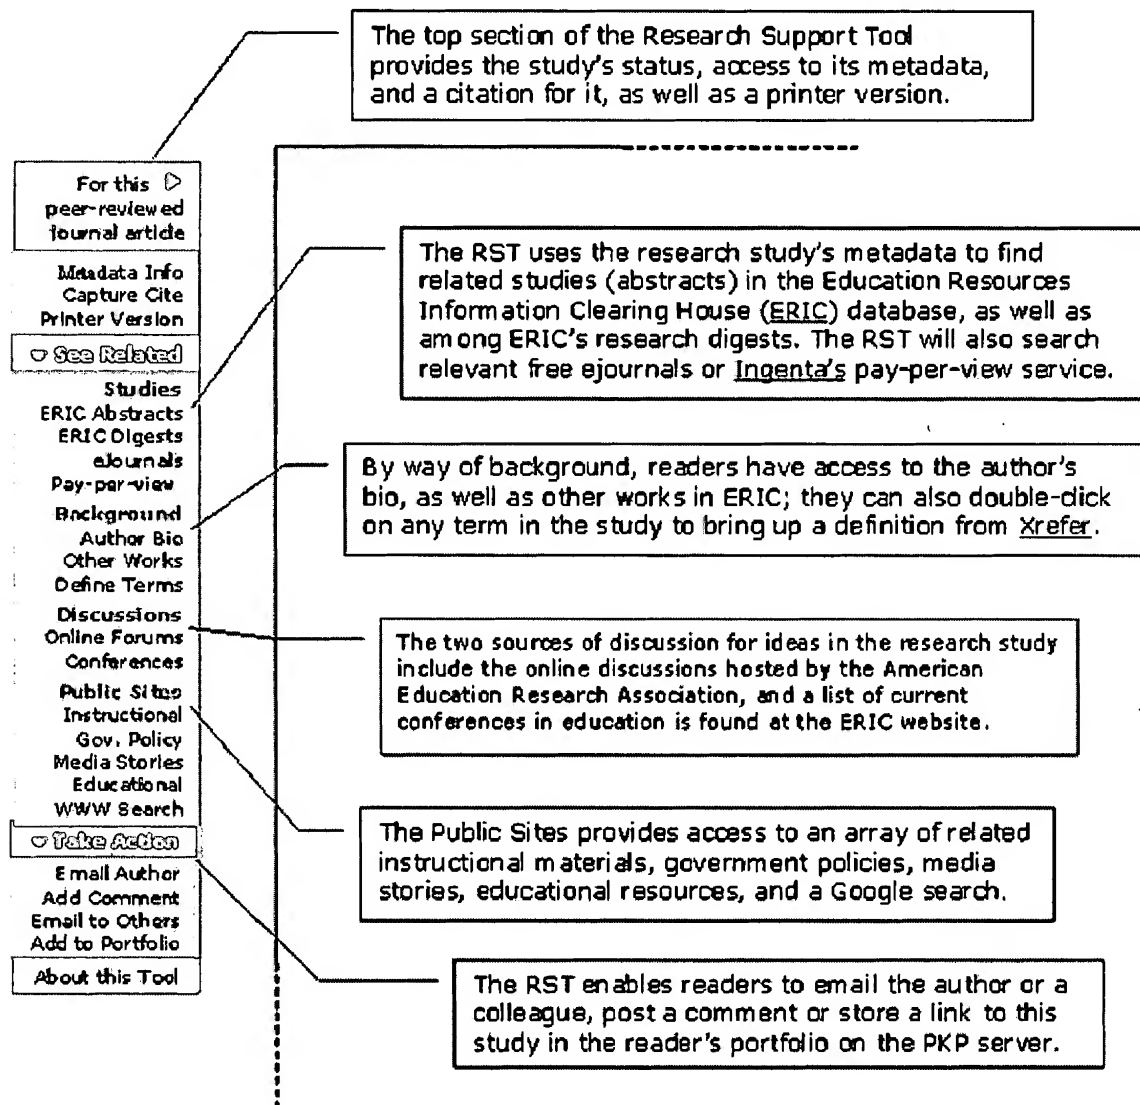 The top section of the Research Support Tool
provides the study's status, access to its metadata,
and a citation for it, as well as a printer version.
For this
peer-reviewed
journal article
Metadata Info
Capture Cite
Printer Version
See Related
Studies
ERIC Abstracts
ERIC Digests
eJournals
Pay-per-view
Background
Author Bio
Other Works
Define Terms
Discussions
Online Forums
Conferences
Public Sites
Instructional
Gov. Policy
Media Stories
Educational
WWW Search
Take Action
Email Author
Add Comment
Email to Others
Add to Portfolio
About this Tool
The RST uses the research study's metadata to find
related studies (abstracts) in the Education Resources
Information Clearing House (ERIC) database, as well as
among ERIC's research digests. The RST will also search
relevant free ejournals or Ingenta's pay-per-view service.
By way of background, readers have access to the author's
bio, as well as other works in ERIC; they can also double-click
on any term in the study to bring up a definition from Xrefer.
The two sources of discussion for ideas in the research study
include the online discussions hosted by the American
Education Research Association, and a list of current
conferences in education is found at the ERIC website.
The Public Sites provides access to an array of related
instructional materials, government policies, media
stories, educational resources, and a Google search.
The RST enables readers to email the author or a
colleague, post a comment or store a link to this
study in the reader's portfolio on the PKP server.